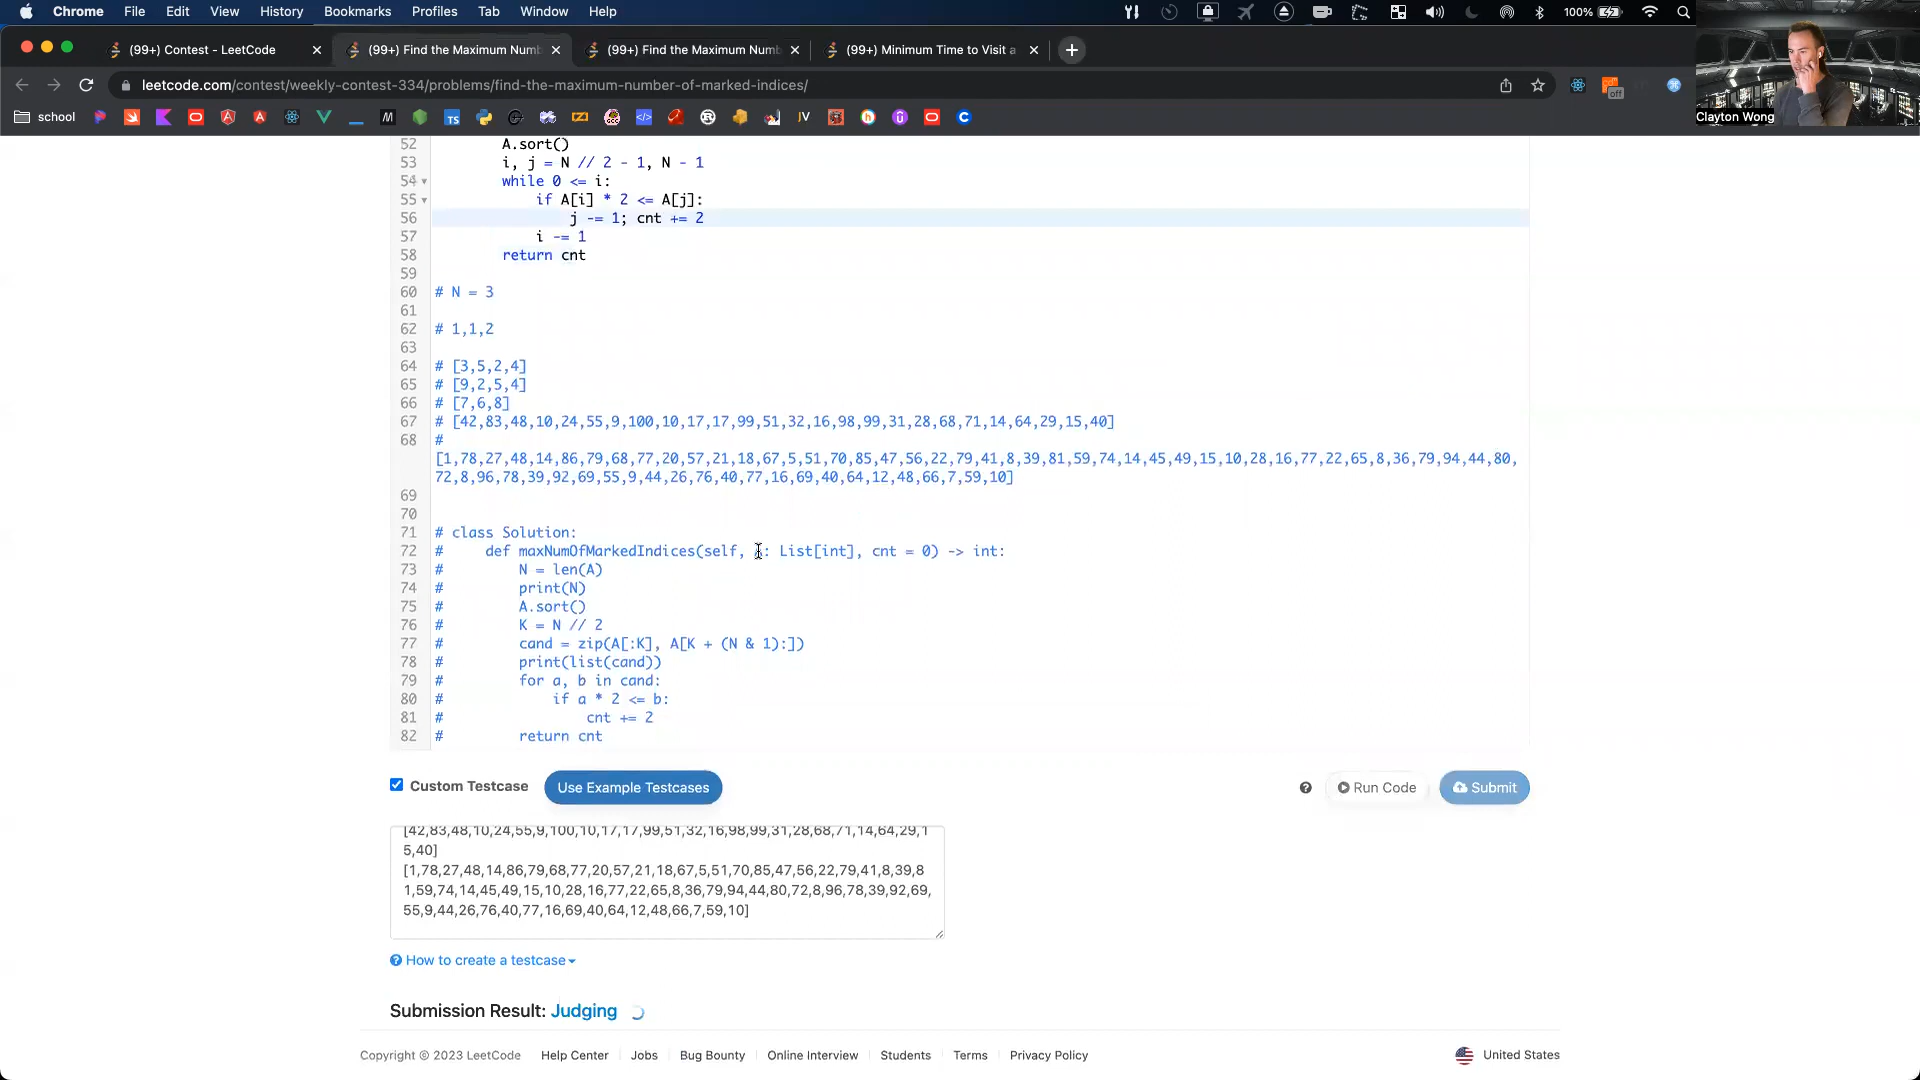 Chrome File Edit View History Bookmarks Profiles Tab Window Help 100%
(99+) Contest - LeetCode (99+) Find the Maximum Numb (99+) Find the Maximum Numb (99+) Minimum Time to Visit a
leetcode.com/contest/weekly-contest-334/problems/find-the-maximum-number-of-marked-indices/
off
school M TS JV C
Clayton Wong
52 A.sort()
53 i, j = N // 2 - 1, N - 1
54 while 0 <= i:
55 if A[i] * 2 <= A[j]:
56 j -= 1; cnt += 2
57 i -= 1
58 return cnt
59
60 # N = 3
61
62 # 1,1,2
63
64 # [3,5,2,4]
65 # [9,2,5,4]
66 # [7,6,8]
67 # [42,83,48,10,24,55,9,100,10,17,17,99,51,32,16,98,99,31,28,68,71,14,64,29,15,40]
68 #
[1,78,27,48,14,86,79,68,77,20,57,21,18,67,5,51,70,85,47,56,22,79,41,8,39,81,59,74,14,45,49,15,10,28,16,77,22,65,8,36,79,94,44,80,
72,8,96,78,39,92,69,55,9,44,26,76,40,77,16,69,40,64,12,48,66,7,59,10]
69
70
71 # class Solution:
72 # def maxNumOfMarkedIndices(self, A: List[int], cnt = 0) -> int:
73 # N = len(A)
74 # print(N)
75 # A.sort()
76 # K = N // 2
77 # cand = zip(A[:K], A[K + (N & 1):])
78 # print(list(cand))
79 # for a, b in cand:
80 # if a * 2 <= b:
81 # cnt += 2
82 # return cnt
Custom Testcase Use Example Testcases ? Run Code Submit
[42,83,48,10,24,55,9,100,10,17,17,99,51,32,16,98,99,31,28,68,71,14,64,29,1
5,40]
[1,78,27,48,14,86,79,68,77,20,57,21,18,67,5,51,70,85,47,56,22,79,41,8,39,8
1,59,74,14,45,49,15,10,28,16,77,22,65,8,36,79,94,44,80,72,8,96,78,39,92,69,
55,9,44,26,76,40,77,16,69,40,64,12,48,66,7,59,10]
? How to create a testcase
Submission Result: Judging
Copyright © 2023 LeetCode Help Center Jobs Bug Bounty Online Interview Students Terms Privacy Policy United States